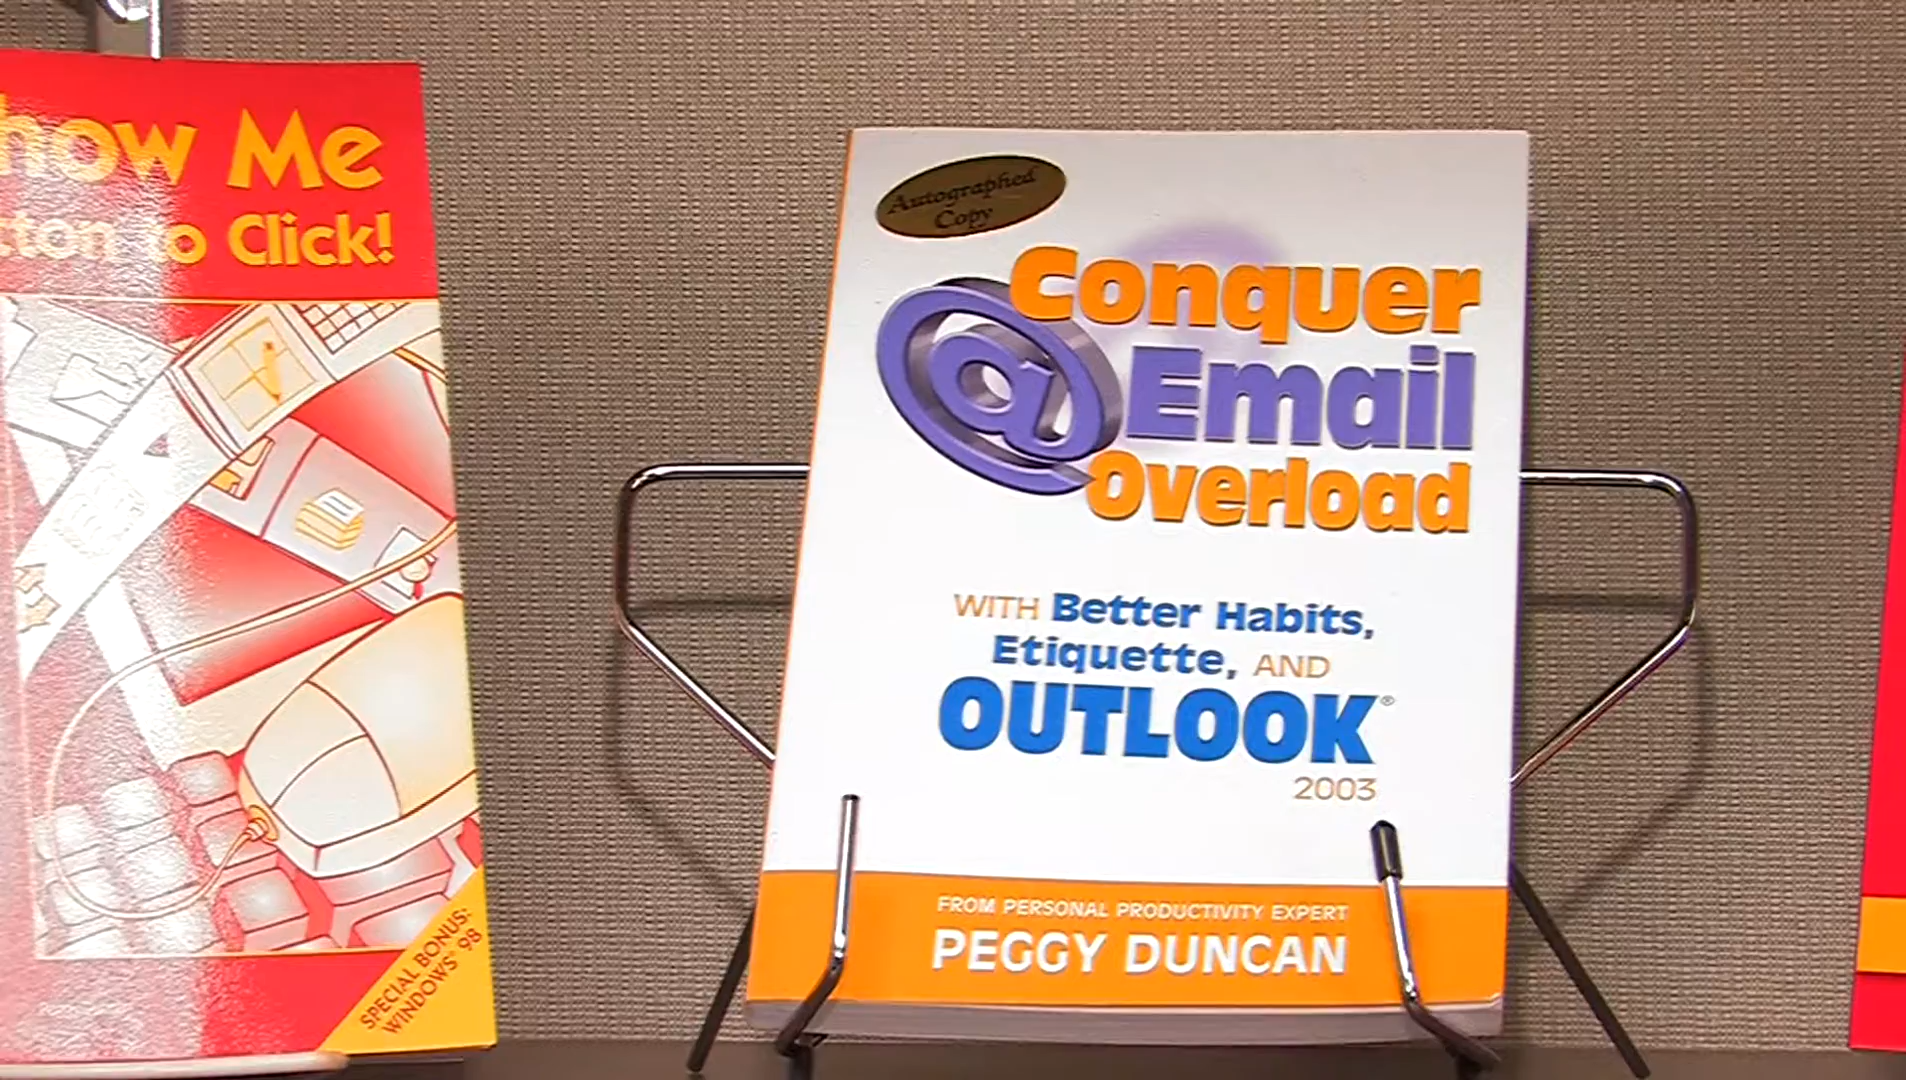 how Me
to Click!
SPECIAL BONUS:
WINDOWS® 98
Autographed
Copy
Conquer
@ Email
Overload
WITH Better Habits,
Etiquette, AND
OUTLOOK®
2003
FROM PERSONAL PRODUCTIVITY EXPERT
PEGGY DUNCAN